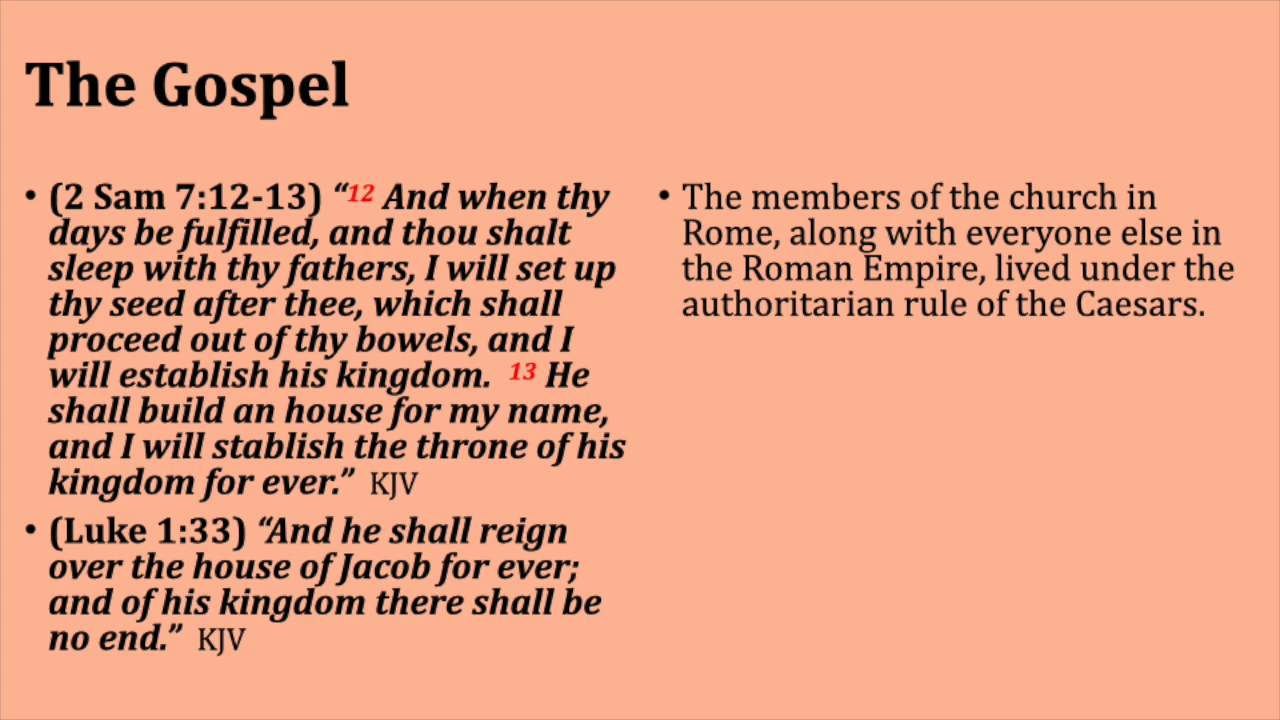 The Gospel
• (2 Sam 7:12-13) “12 And when thy
days be fulfilled, and thou shalt
sleep with thy fathers, I will set up
thy seed after thee, which shall
proceed out of thy bowels, and I
will establish his kingdom. 13 He
shall build an house for my name,
and I will stablish the throne of his
kingdom for ever.” KJV
• (Luke 1:33) “And he shall reign
over the house of Jacob for ever;
and of his kingdom there shall be
no end.” KJV
• The members of the church in
Rome, along with everyone else in
the Roman Empire, lived under the
authoritarian rule of the Caesars.